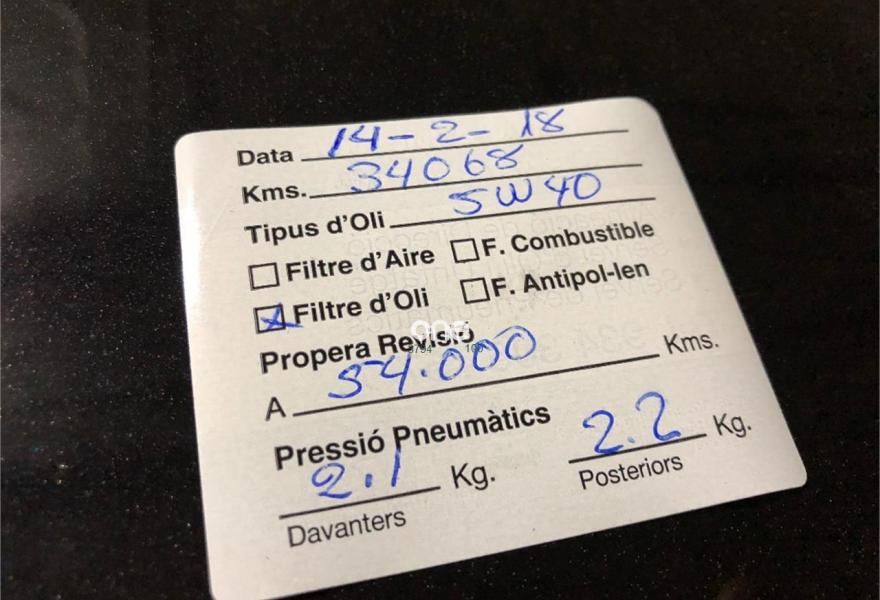 Data 14-2-18
Kms. 34068
Tipus d'Oli 5W40
Filtre d'Aire F. Combustible
Filtre d'Oli F. Antipol-len
Propera Revisió
A 54.000 Kms.
Pressió Pneumàtics
2.1 Kg. 2.2 Kg.
Davanters Posteriors